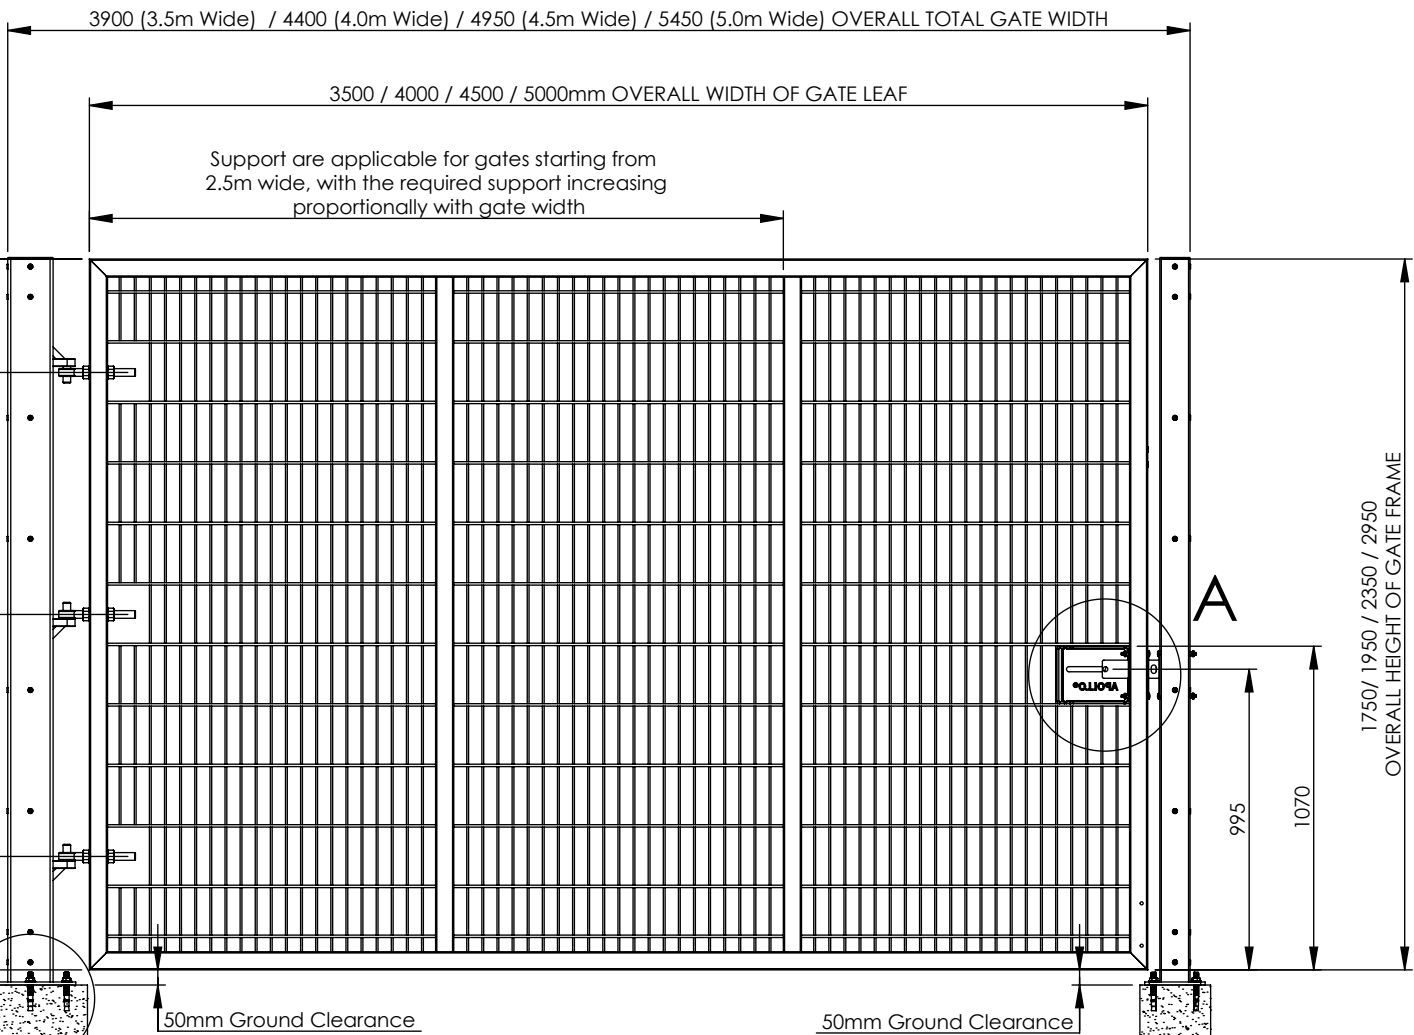 3900 (3.5m Wide) / 4400 (4.0m Wide) / 4950 (4.5m Wide) / 5450 (5.0m Wide) OVERALL TOTAL GATE WIDTH
3500 / 4000 / 4500 / 5000mm OVERALL WIDTH OF GATE LEAF
Support are applicable for gates starting from
2.5m wide, with the required support increasing
proportionally with gate width
A
APOLLO
995
1070
1750/ 1950 / 2350 / 2950
OVERALL HEIGHT OF GATE FRAME
50mm Ground Clearance
50mm Ground Clearance